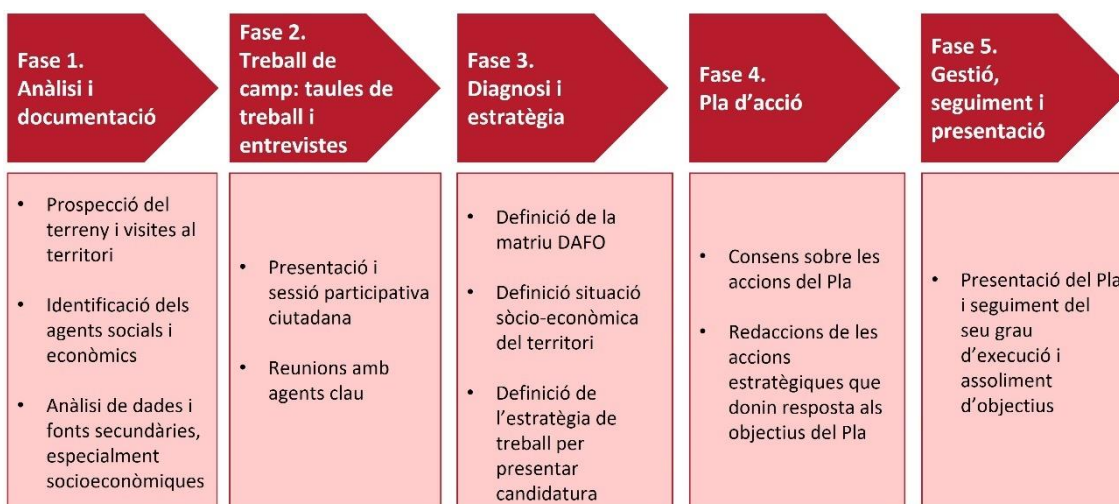 Fase 1.
Anàlisi i
documentació
Fase 2.
Treball de
camp: taules de
treball i
entrevistes
Fase 3.
Diagnosi i
estratègia
Fase 4.
Pla d’acció
Fase 5.
Gestió,
seguiment i
presentació
• Prospecció del
terreny i visites al
territori
• Identificació dels
agents socials i
econòmics
• Anàlisi de dades i
fonts secundàries,
especialment
socioeconòmiques
• Presentació i
sessió participativa
ciutadana
• Reunions amb
agents clau
• Definició de la
matriu DAFO
• Definició situació
sòcio-econòmica
del territori
• Definició de
l’estratègia de
treball per
presentar
candidatura
• Consens sobre les
accions del Pla
• Redaccions de les
accions
estratègiques que
donin resposta als
objectius del Pla
• Presentació del Pla
i seguiment del
seu grau
d’execució i
assoliment
d’objectius